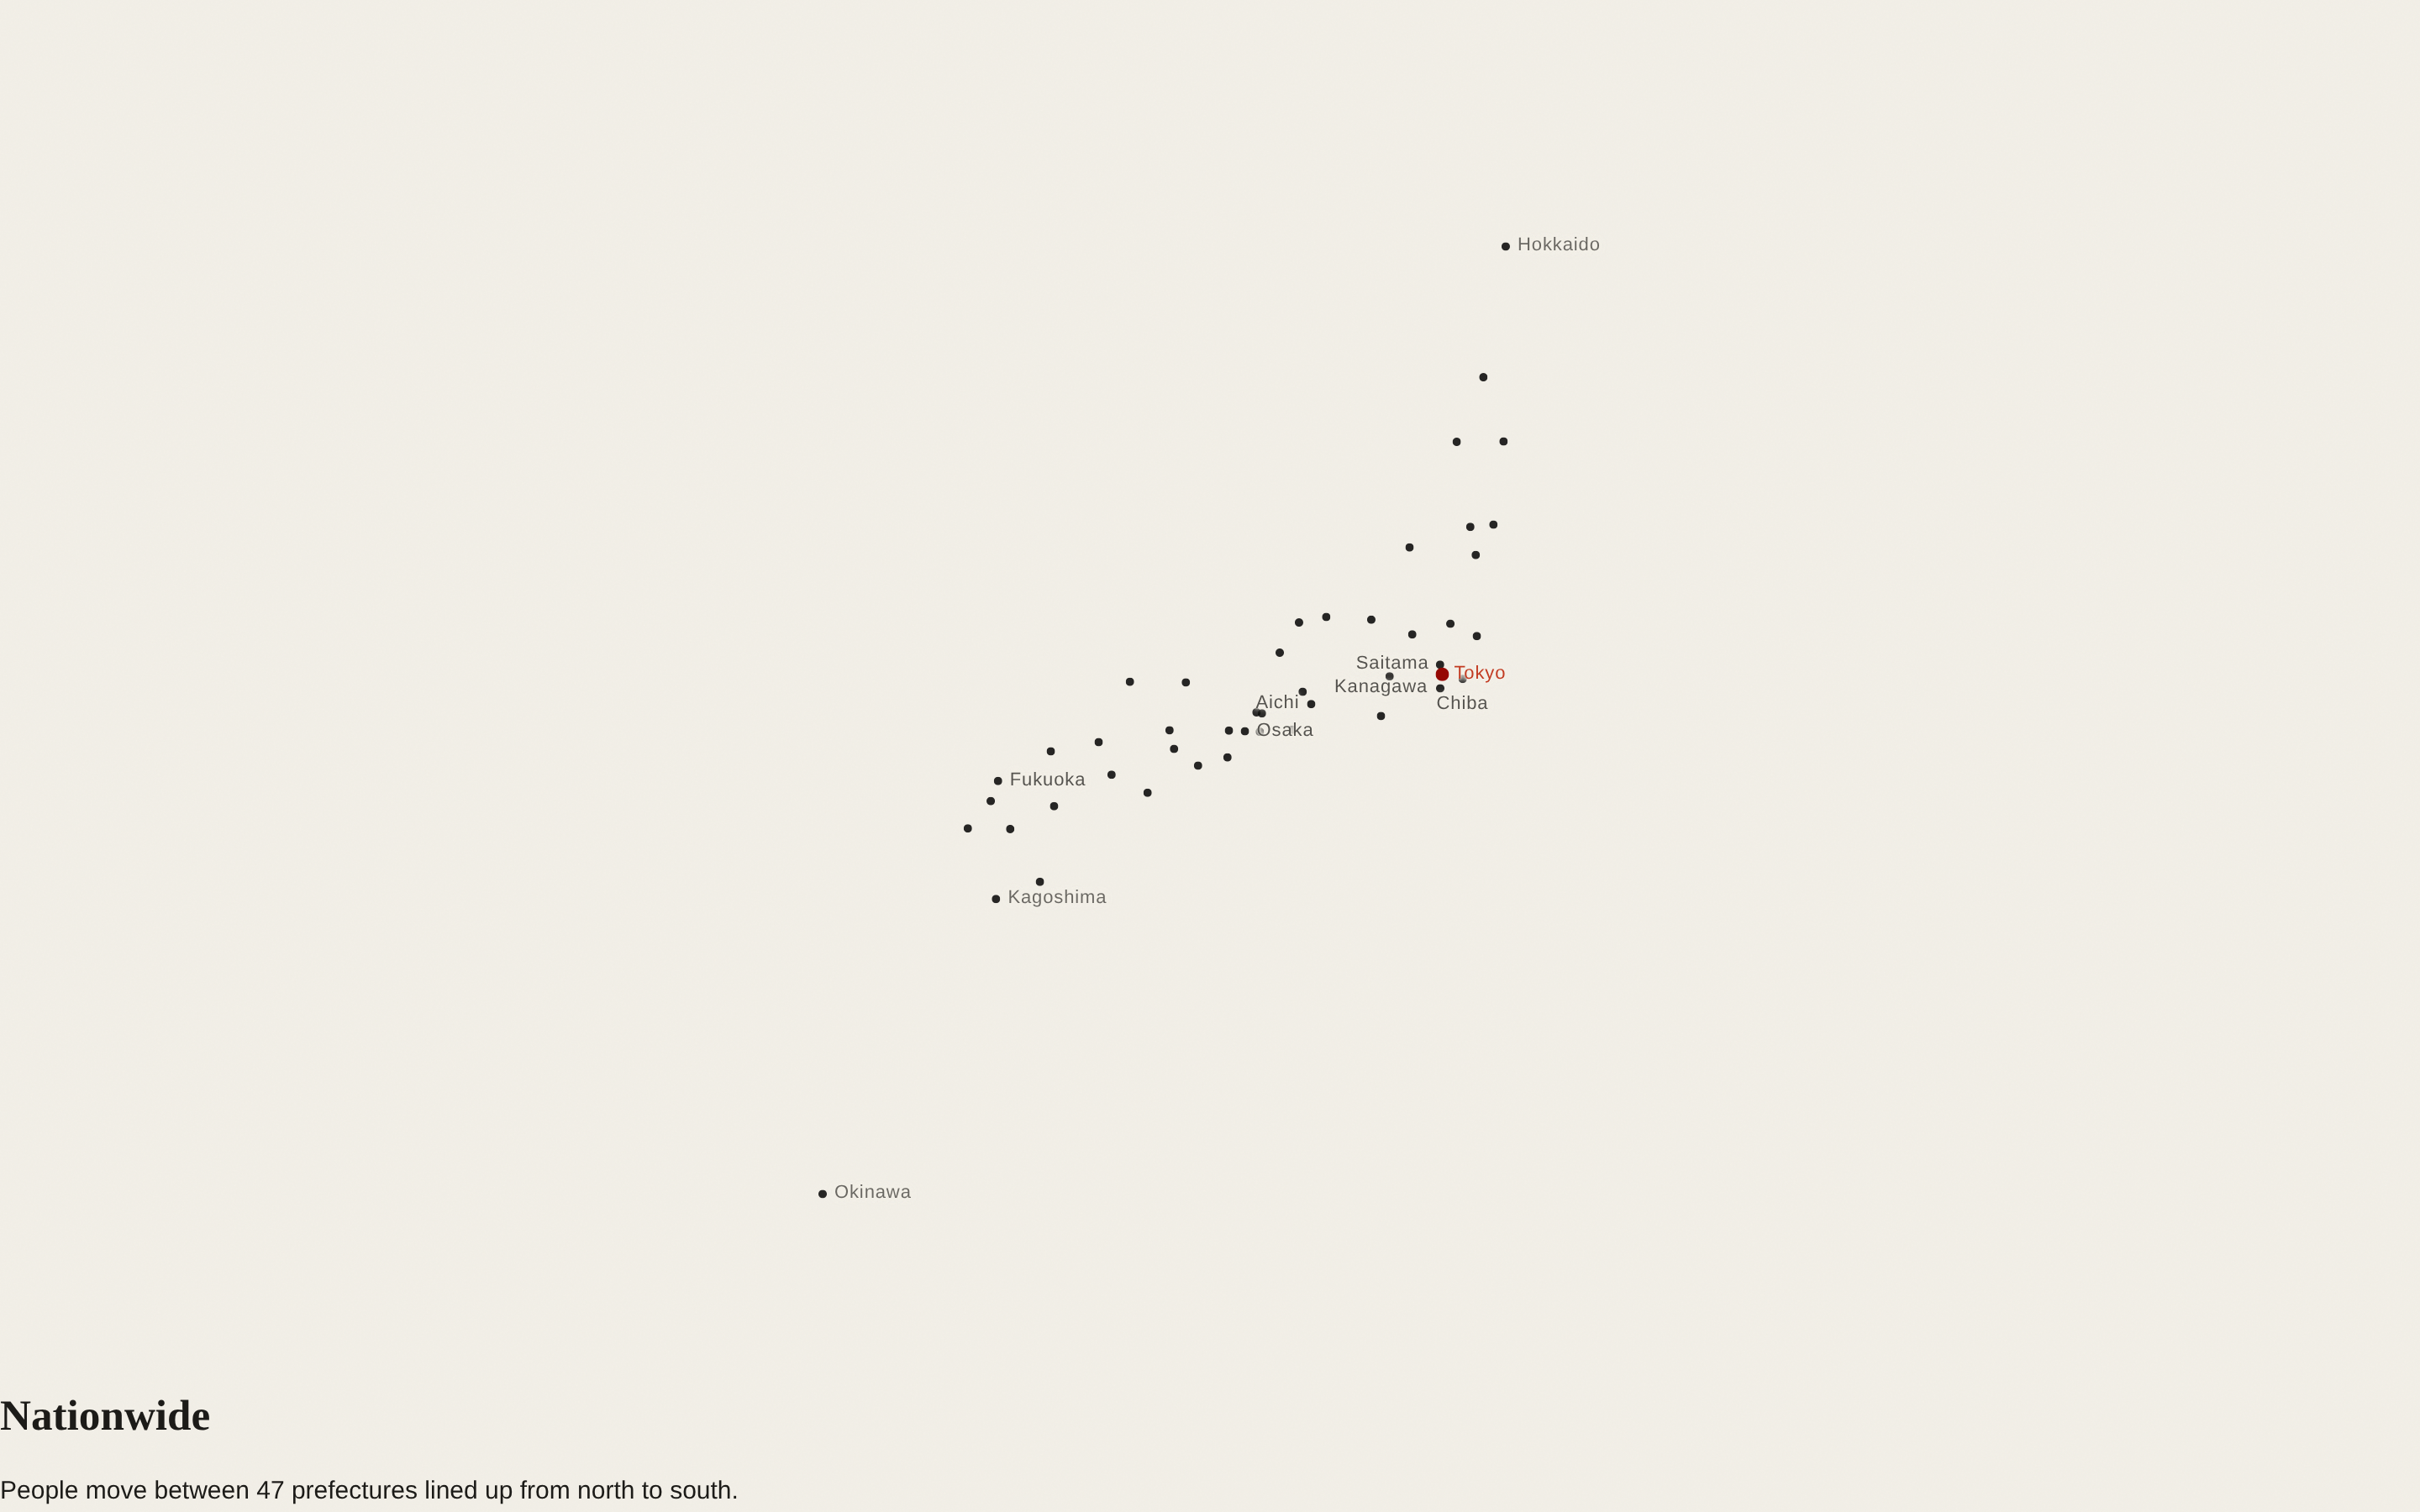 Hokkaido
Saitama
Tokyo
Kanagawa
Aichi
Chiba
Osaka
Fukuoka
Kagoshima
Okinawa
Nationwide
People move between 47 prefectures lined up from north to south.